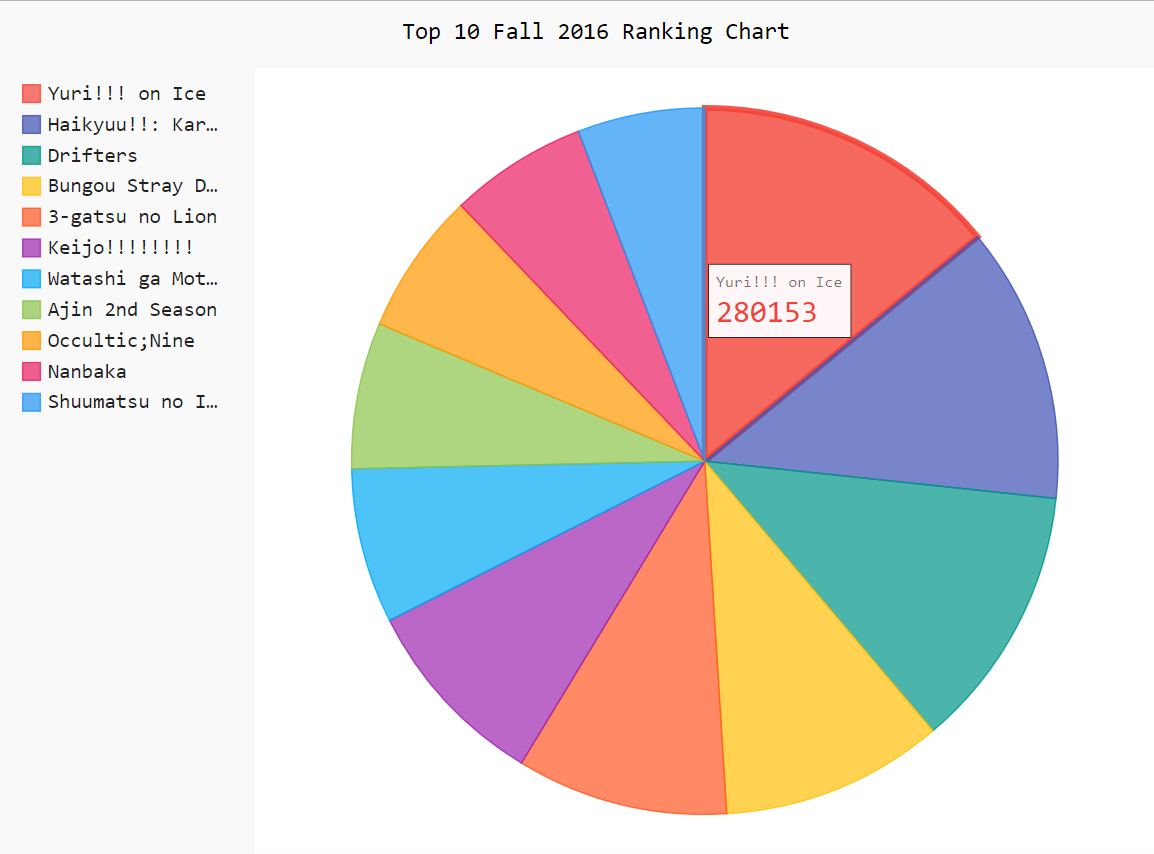 Top 10 Fall 2016 Ranking Chart
Yuri!!! on Ice
Haikyuu!!: Kar…
Drifters
Bungou Stray D…
3-gatsu no Lion
Keijo!!!!!!!!
Watashi ga Mot…
Ajin 2nd Season
Occultic;Nine
Nanbaka
Shuumatsu no I…
Yuri!!! on Ice
280153